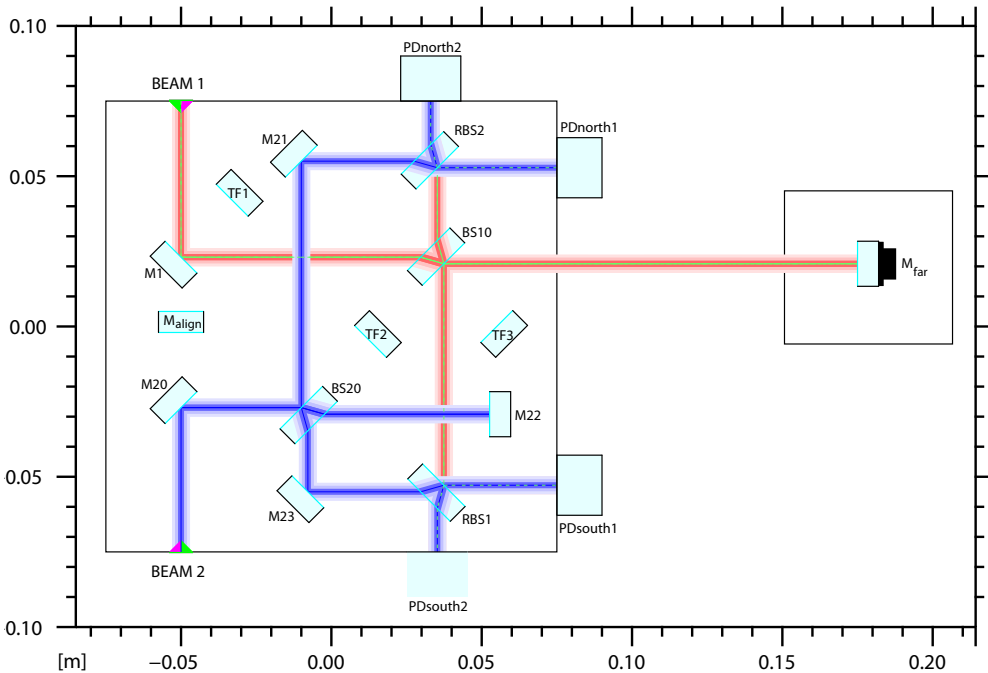 0.10
PDnorth2
BEAM 1
M21
RBS2
PDnorth1
0.05
TF1
BS10
M1
Mfar
Malign
0.00
TF2
TF3
M20
BS20
M22
0.05
M23
RBS1
PDsouth1
BEAM 2
PDsouth2
0.10
[m]
−0.05
0.00
0.05
0.10
0.15
0.20